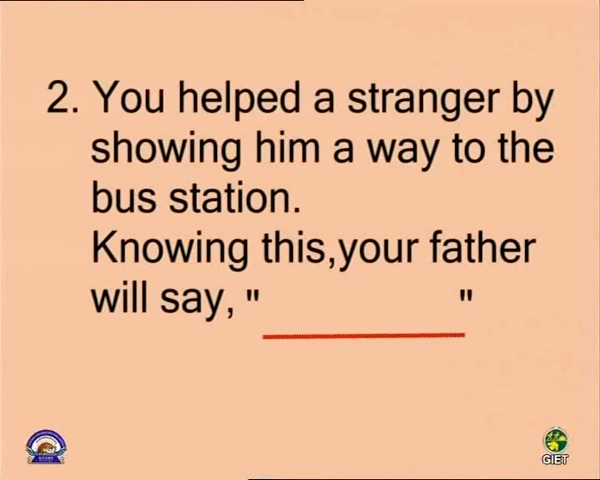 2. You helped a stranger by
showing him a way to the
bus station.
Knowing this,your father
will say, "                    "
GIET